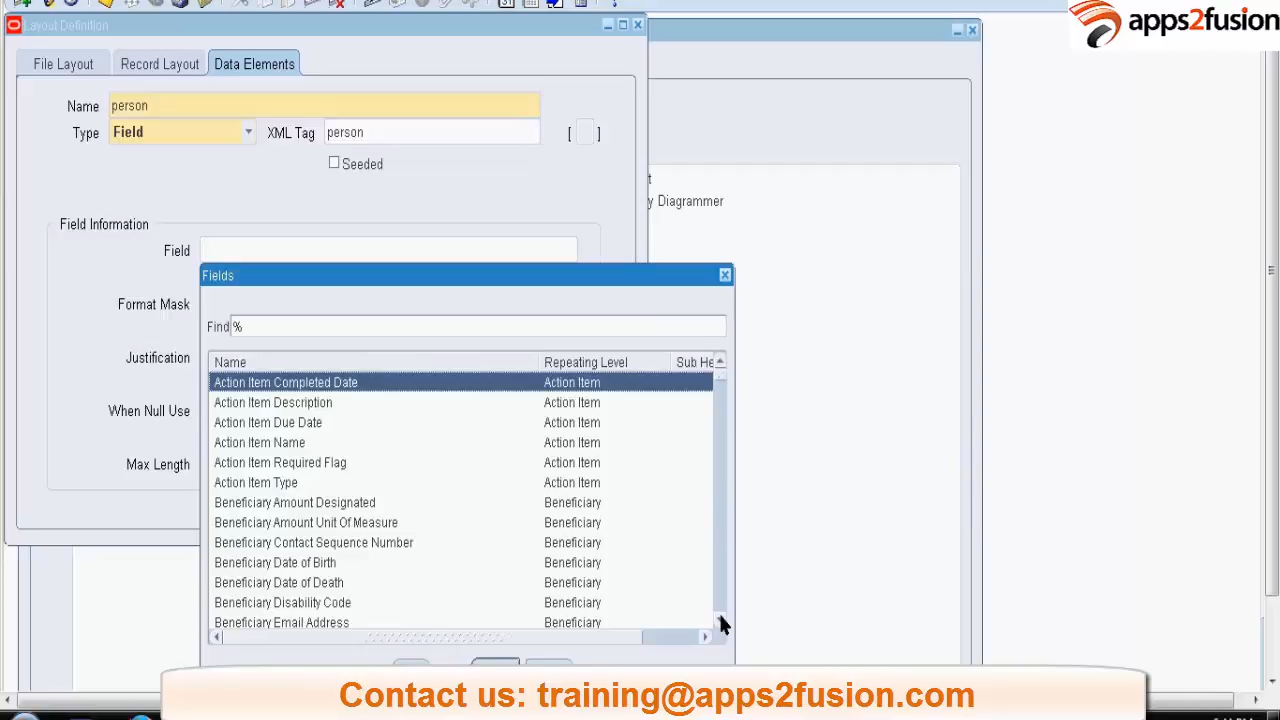 apps2fusion
Layout Definition
File Layout
Record Layout
Data Elements
Name
person
Type
Field
XML Tag
person
[ ]
Seeded
y Diagrammer
Field Information
Field
Format Mask
Justification
When Null Use
Max Length
Fields
Find %
Name
Repeating Level
Sub He
Action Item Completed Date Action Item
Action Item Description Action Item
Action Item Due Date Action Item
Action Item Name Action Item
Action Item Required Flag Action Item
Action Item Type Action Item
Beneficiary Amount Designated Beneficiary
Beneficiary Amount Unit Of Measure Beneficiary
Beneficiary Contact Sequence Number Beneficiary
Beneficiary Date of Birth Beneficiary
Beneficiary Date of Death Beneficiary
Beneficiary Disability Code Beneficiary
Beneficiary Email Address Beneficiary
Contact us: training@apps2fusion.com